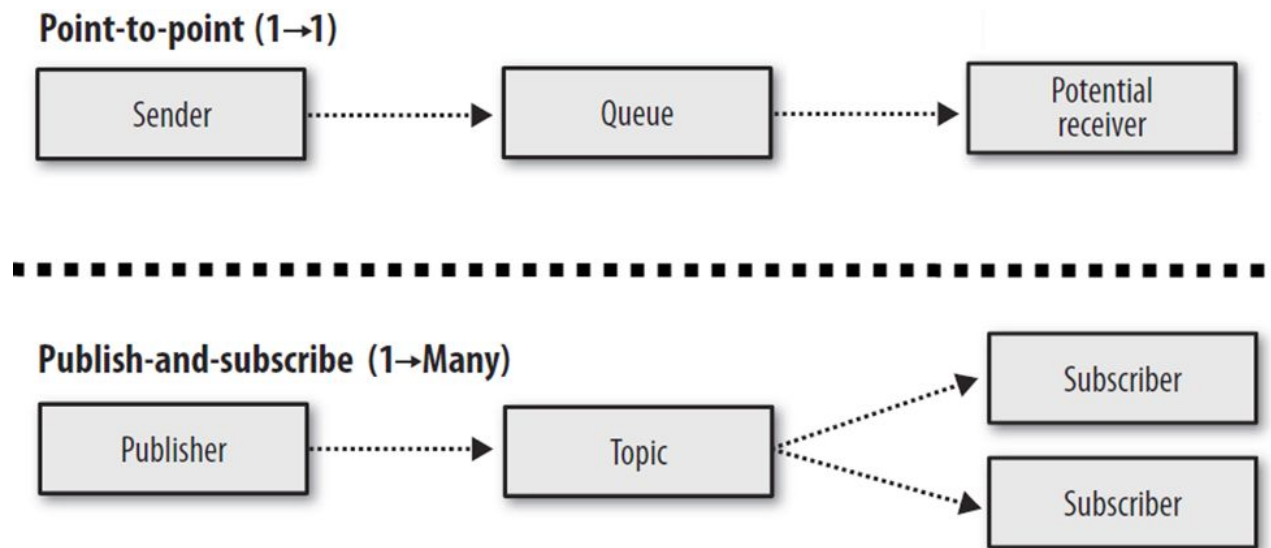 Point-to-point (1→1)
Sender
Queue
Potential
receiver
Publish-and-subscribe (1→Many)
Publisher
Topic
Subscriber
Subscriber